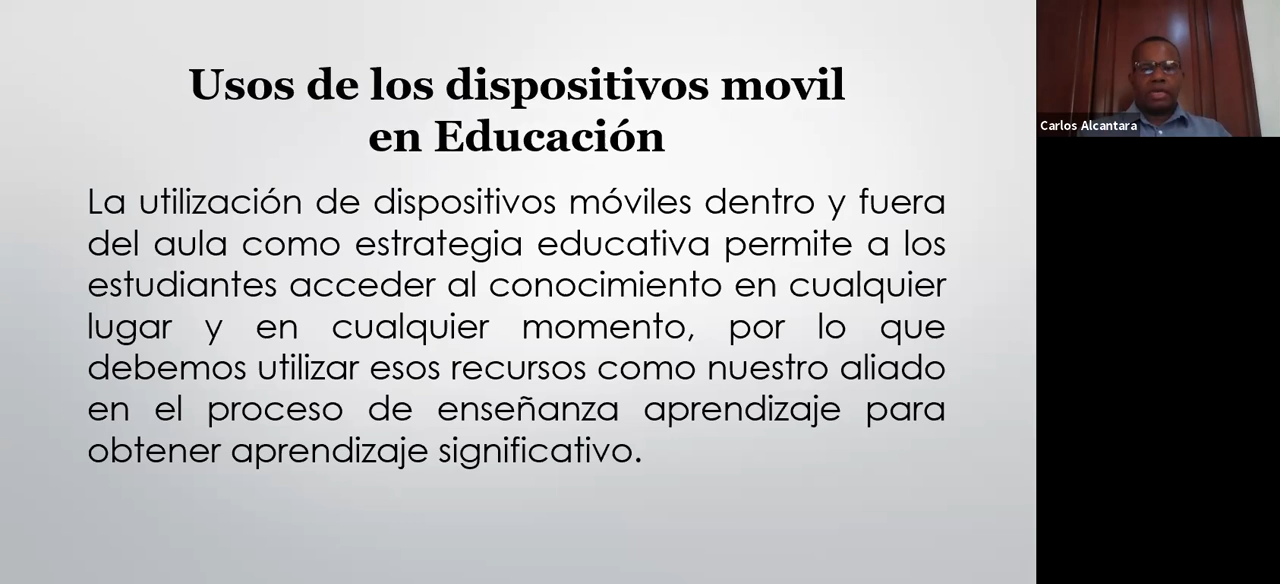 Usos de los dispositivos movil
en Educación
La utilización de dispositivos móviles dentro y fuera
del aula como estrategia educativa permite a los
estudiantes acceder al conocimiento en cualquier
lugar y en cualquier momento, por lo que
debemos utilizar esos recursos como nuestro aliado
en el proceso de enseñanza aprendizaje para
obtener aprendizaje significativo.
Carlos Alcantara